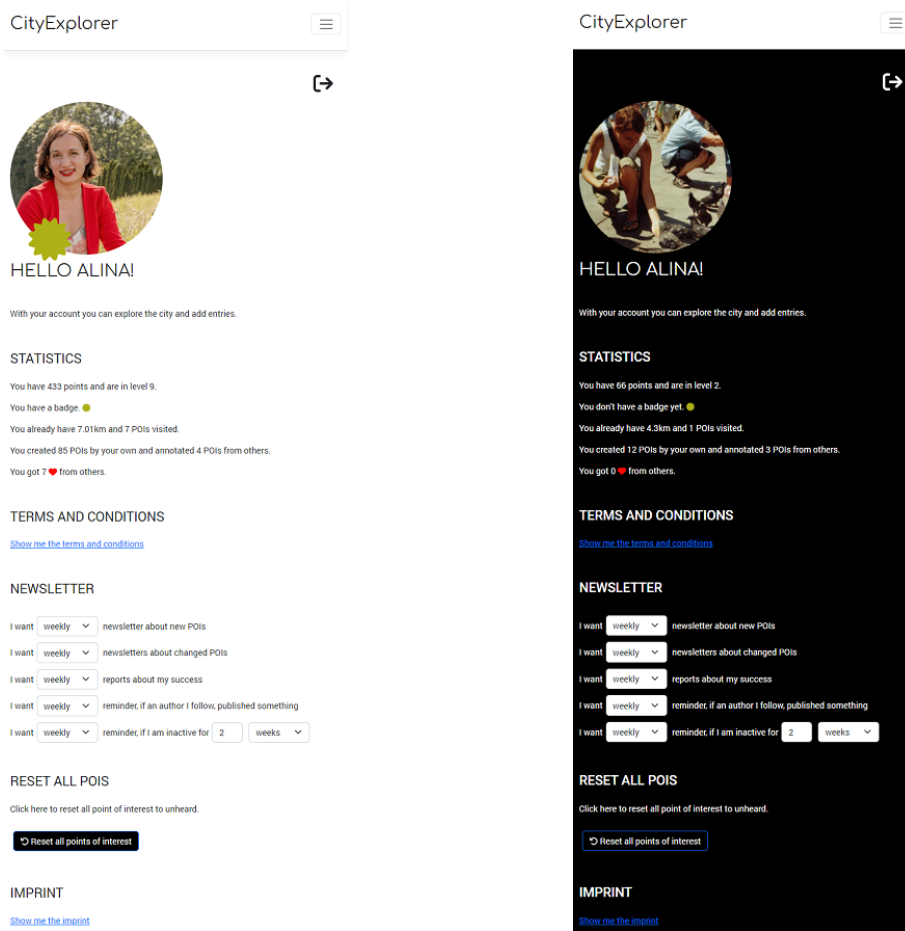 CityExplorer
HELLO ALINA!
With your account you can explore the city and add entries.
STATISTICS
You have 433 points and are in level 9.
You have a badge.
You already have 7.01km and 7 POIs visited.
You created 85 POIs by your own and annotated 4 POIs from others.
You got 7 from others.
TERMS AND CONDITIONS
Show me the terms and conditions
NEWSLETTER
I want weekly newsletter about new POIs
I want weekly newsletters about changed POIs
I want weekly reports about my success
I want weekly reminder, if an author I follow, published something
I want weekly reminder, if I am inactive for 2 weeks
RESET ALL POIS
Click here to reset all point of interest to unheard.
Reset all points of interest
IMPRINT
Show me the imprint
CityExplorer
HELLO ALINA!
With your account you can explore the city and add entries.
STATISTICS
You have 66 points and are in level 2.
You don't have a badge yet.
You already have 4.3km and 1 POIs visited.
You created 12 POIs by your own and annotated 3 POIs from others.
You got 0 from others.
TERMS AND CONDITIONS
Show me the terms and conditions
NEWSLETTER
I want weekly newsletter about new POIs
I want weekly newsletters about changed POIs
I want weekly reports about my success
I want weekly reminder, if an author I follow, published something
I want weekly reminder, if I am inactive for 2 weeks
RESET ALL POIS
Click here to reset all point of interest to unheard.
Reset all points of interest
IMPRINT
Show me the imprint